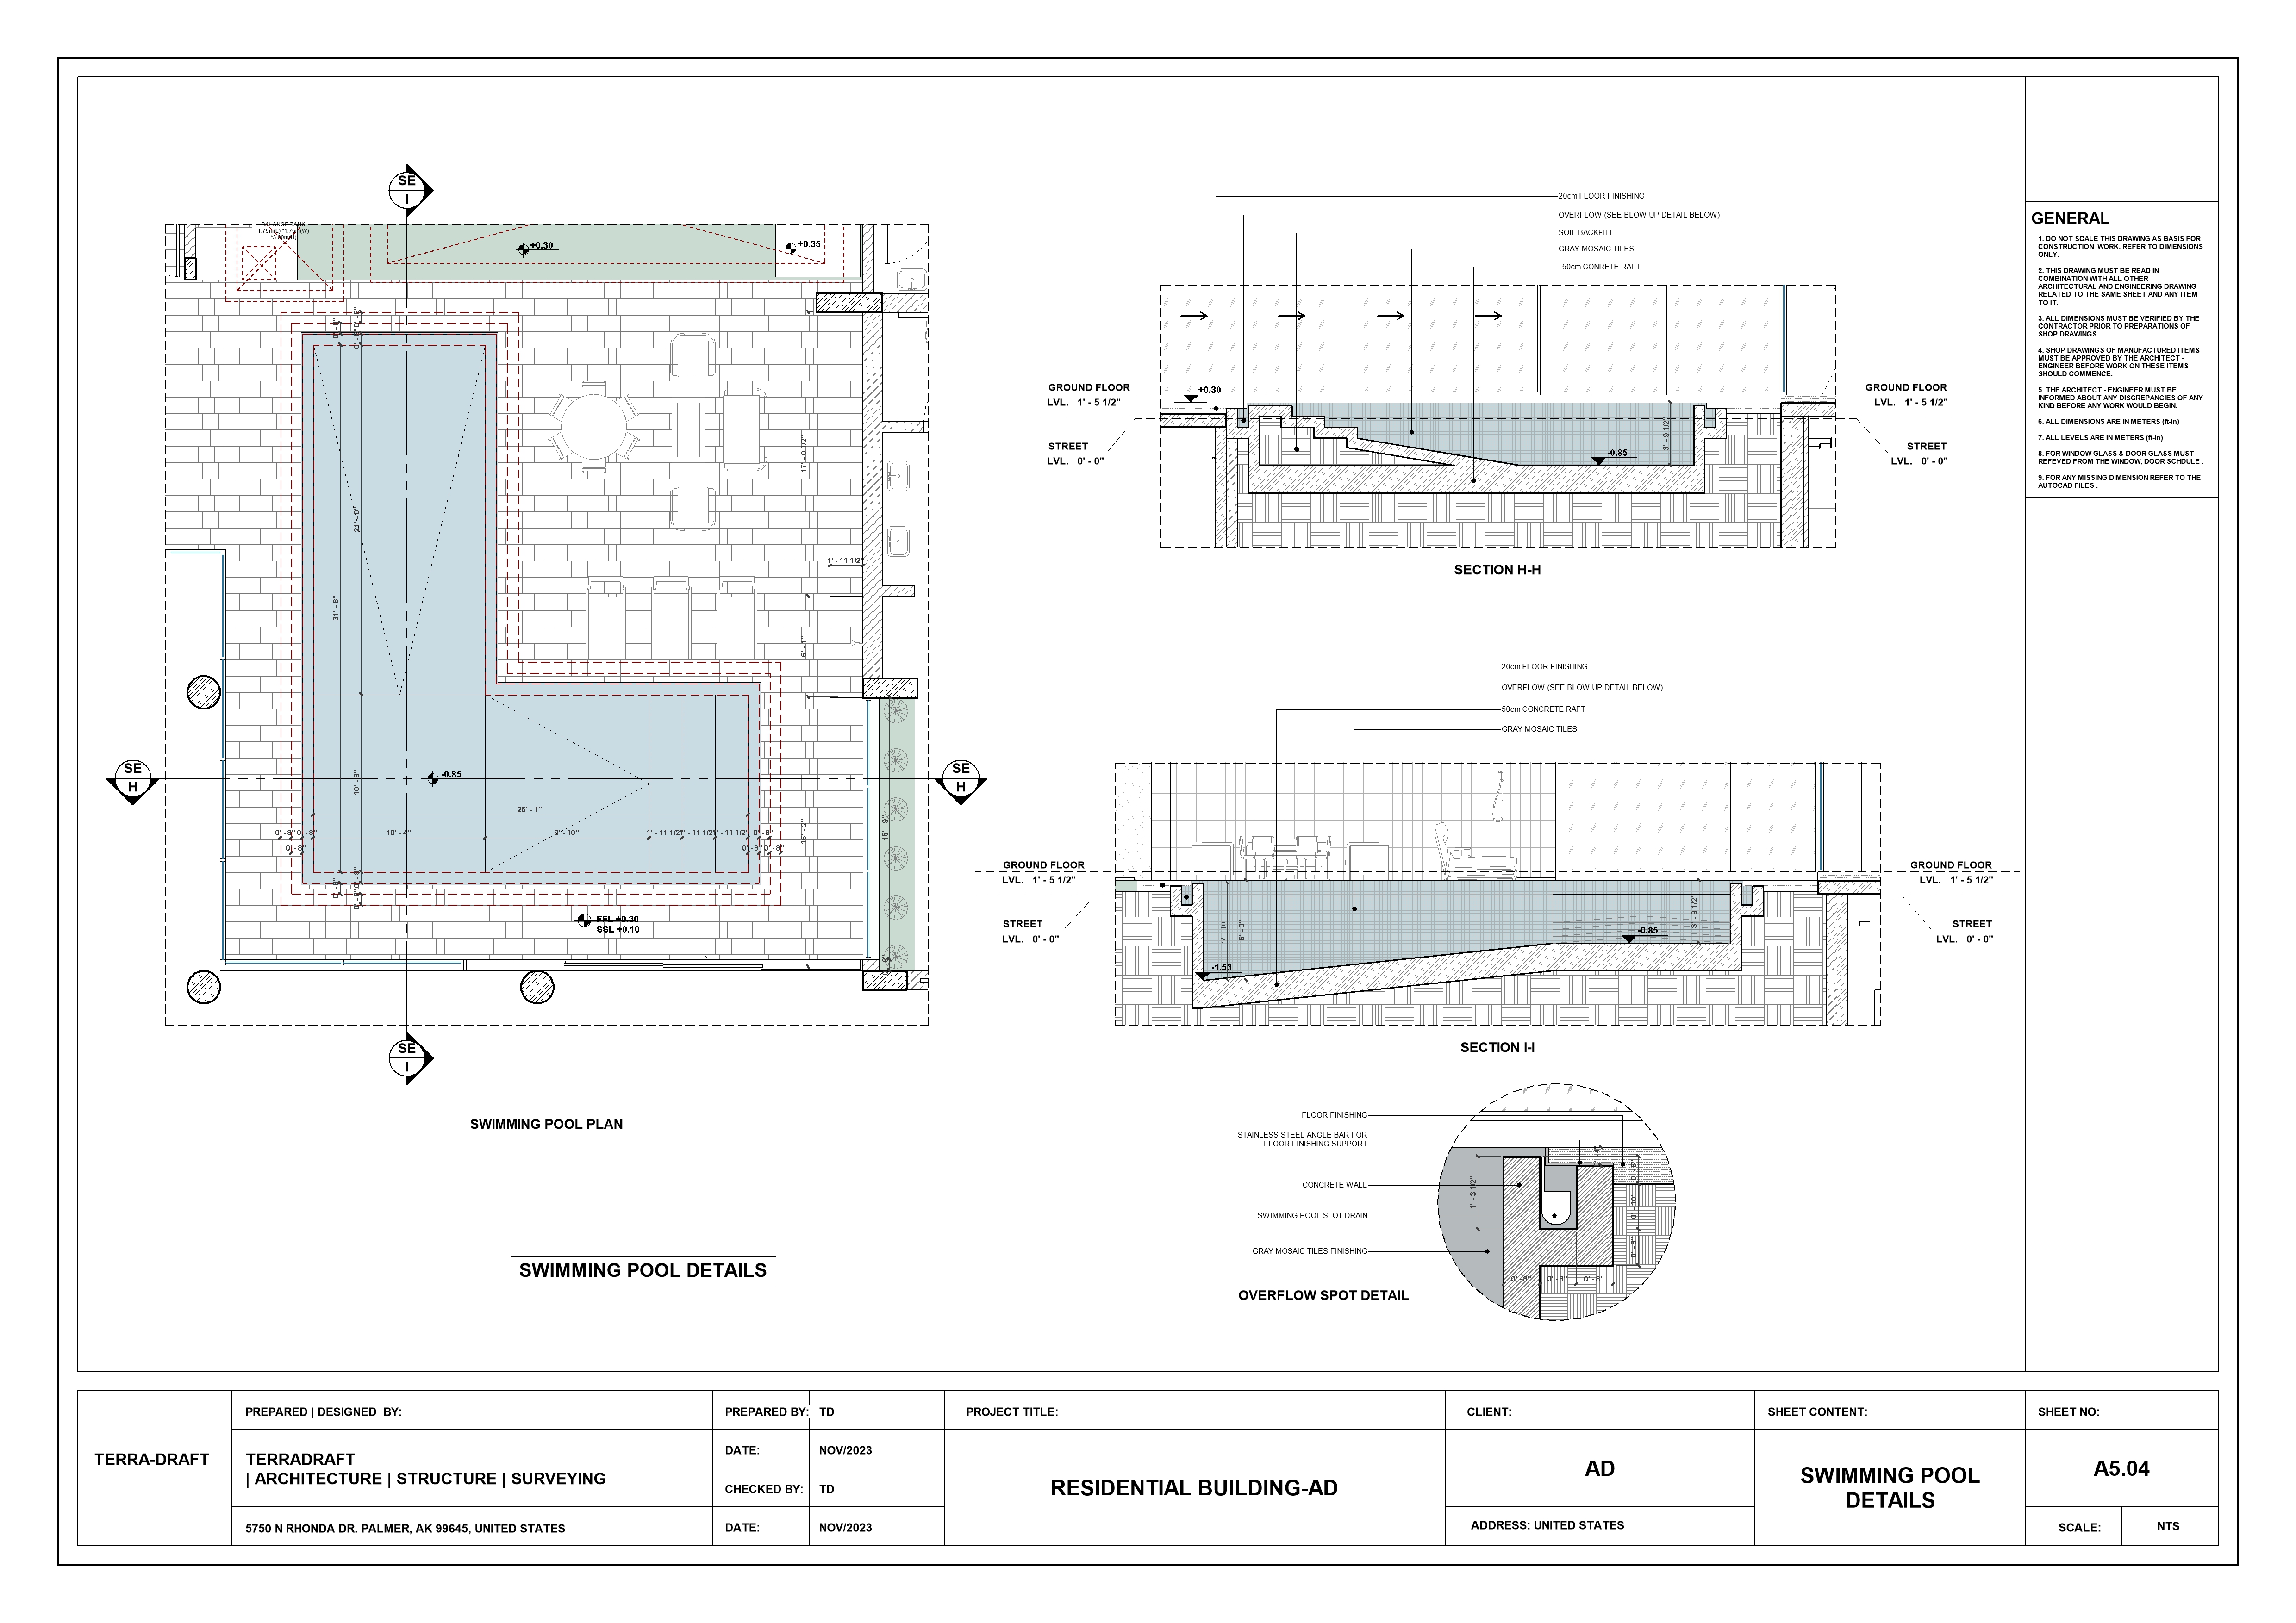 SE
I
BALANCE TANK
+0.30
+0.35
0' - 8"
0' - 8"
0' - 8"
21' - 0"
31' - 8"
17' - 0 1/2"
1' - 11 1/2"
6' - 1"
SE
H
-0.85
SE
H
10' - 8"
26' - 1"
0' - 8" 0' - 8"
10' - 4"
9' - 10"
1' - 11 1/2"
1' - 11 1/2"
1' - 11 1/2"
0' - 8"
0' - 8"
0' - 8" 0' - 8"
16' - 2"
15' - 9"
0' - 8"
0' - 8"
0' - 8"
0' - 8"
FFL +0.30
SSL +0.10
0' - 8"
SE
I
SWIMMING POOL PLAN
SWIMMING POOL DETAILS
20cm FLOOR FINISHING
OVERFLOW (SEE BLOW UP DETAIL BELOW)
SOIL BACKFILL
GRAY MOSAIC TILES
50cm CONRETE RAFT
GROUND FLOOR
LVL. 1' - 5 1/2"
STREET
LVL. 0' - 0"
+0.30
3' - 9 1/2"
-0.85
GROUND FLOOR
LVL. 1' - 5 1/2"
STREET
LVL. 0' - 0"
SECTION H-H
20cm FLOOR FINISHING
OVERFLOW (SEE BLOW UP DETAIL BELOW)
50cm CONCRETE RAFT
GRAY MOSAIC TILES
GROUND FLOOR
LVL. 1' - 5 1/2"
STREET
LVL. 0' - 0"
5' - 10"
6' - 0"
-1.53
3' - 9 1/2"
-0.85
GROUND FLOOR
LVL. 1' - 5 1/2"
STREET
LVL. 0' - 0"
SECTION I-I
FLOOR FINISHING
STAINLESS STEEL ANGLE BAR FOR
FLOOR FINISHING SUPPORT
CONCRETE WALL
SWIMMING POOL SLOT DRAIN
GRAY MOSAIC TILES FINISHING
1' - 3 1/2"
0' - 6"
0' - 10"
0' - 8"
0' - 8"
0' - 8"
0' - 8"
OVERFLOW SPOT DETAIL
GENERAL
1. DO NOT SCALE THIS DRAWING AS BASIS FOR
CONSTRUCTION WORK. REFER TO DIMENSIONS
ONLY.
2. THIS DRAWING MUST BE READ IN
COMBINATION WITH ALL OTHER
ARCHITECTURAL AND ENGINEERING DRAWING
RELATED TO THE SAME SHEET AND ANY ITEM
TO IT.
3. ALL DIMENSIONS MUST BE VERIFIED BY THE
CONTRACTOR PRIOR TO PREPARATIONS OF
SHOP DRAWINGS.
4. SHOP DRAWINGS OF MANUFACTURED ITEMS
MUST BE APPROVED BY THE ARCHITECT -
ENGINEER BEFORE WORK ON THESE ITEMS
SHOULD COMMENCE.
5. THE ARCHITECT - ENGINEER MUST BE
INFORMED ABOUT ANY DISCREPANCIES OF ANY
KIND BEFORE ANY WORK WOULD BEGIN.
6. ALL DIMENSIONS ARE IN METERS (ft-in)
7. ALL LEVELS ARE IN METERS (ft-in)
8. FOR WINDOW GLASS & DOOR GLASS MUST
REFEVED FROM THE WINDOW, DOOR SCHDULE .
9. FOR ANY MISSING DIMENSION REFER TO THE
AUTOCAD FILES .
TERRA-DRAFT
PREPARED | DESIGNED BY:
TERRADRAFT
| ARCHITECTURE | STRUCTURE | SURVEYING
5750 N RHONDA DR. PALMER, AK 99645, UNITED STATES
PREPARED BY: TD
DATE: NOV/2023
CHECKED BY: TD
DATE: NOV/2023
PROJECT TITLE:
RESIDENTIAL BUILDING-AD
CLIENT:
AD
ADDRESS: UNITED STATES
SHEET CONTENT:
SWIMMING POOL
DETAILS
SHEET NO:
A5.04
SCALE: NTS